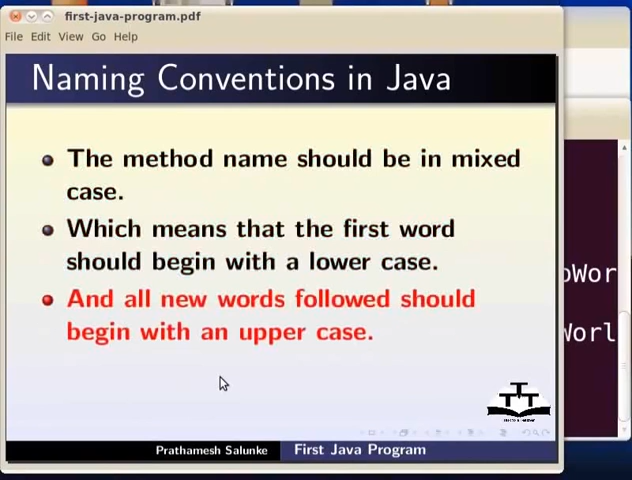 first-java-program.pdf
File Edit View Go Help
Naming Conventions in Java
The method name should be in mixed
case.
Which means that the first word
should begin with a lower case.
And all new words followed should
begin with an upper case.
oWor
Worl
Prathamesh Salunke First Java Program